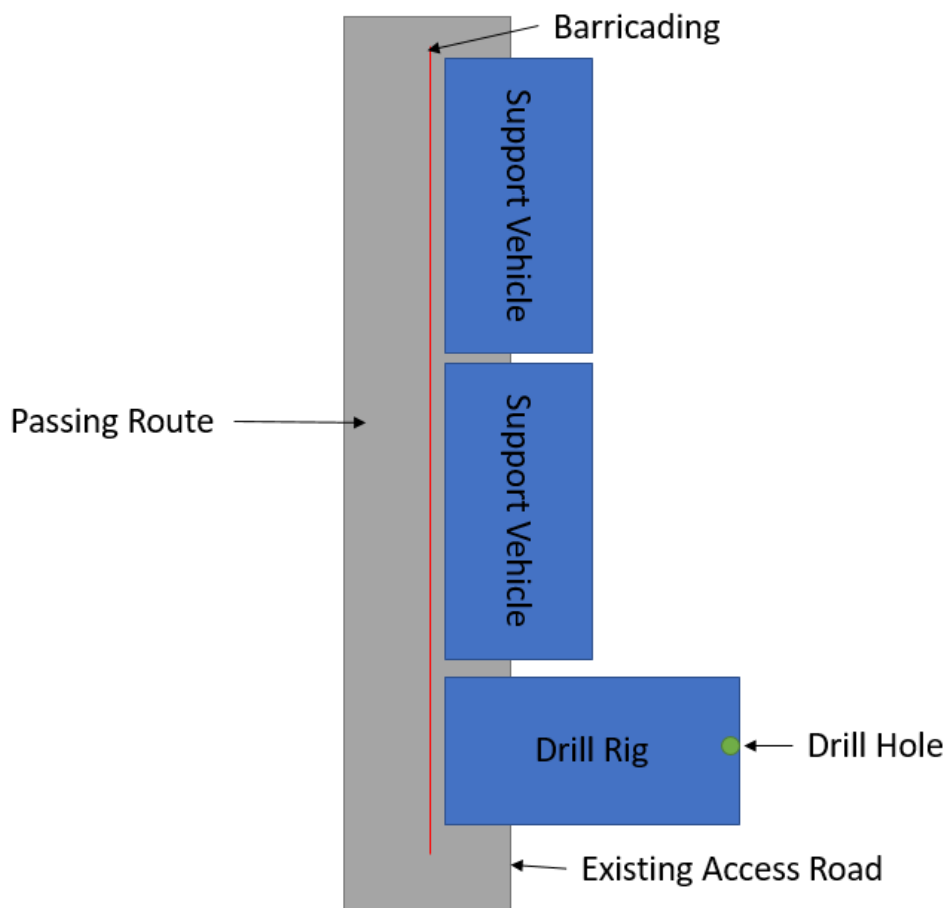 Barricading
Support Vehicle
Passing Route
Support Vehicle
Drill Rig
Drill Hole
Existing Access Road